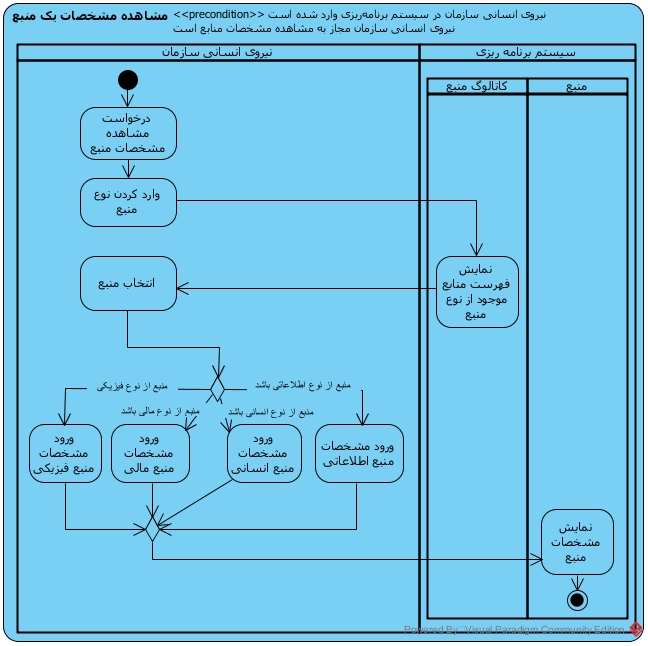 مشاهده مشخصات یک منبع
<<precondition>> نیروی انسانی سازمان در سیستم برنامه‌ریزی وارد شده است
نیروی انسانی سازمان مجاز به مشاهده مشخصات منابع است
نیروی انسانی سازمان
سیستم برنامه ریزی
کاتالوگ منبع
منبع
درخواست
مشاهده
مشخصات منبع
وارد کردن نوع
منبع
نمایش
فهرست منابع
موجود از نوع
منبع
انتخاب منبع
منبع از نوع اطلاعاتی باشد
منبع از نوع فیزیکی
منبع از نوع مالی باشد
منبع از نوع انسانی باشد
ورود
مشخصات
منبع فیزیکی
ورود
مشخصات
منبع مالی
ورود
مشخصات
منبع انسانی
ورود مشخصات
منبع اطلاعاتی
نمایش
مشخصات
منبع
Powered By Visual Paradigm Community Edition